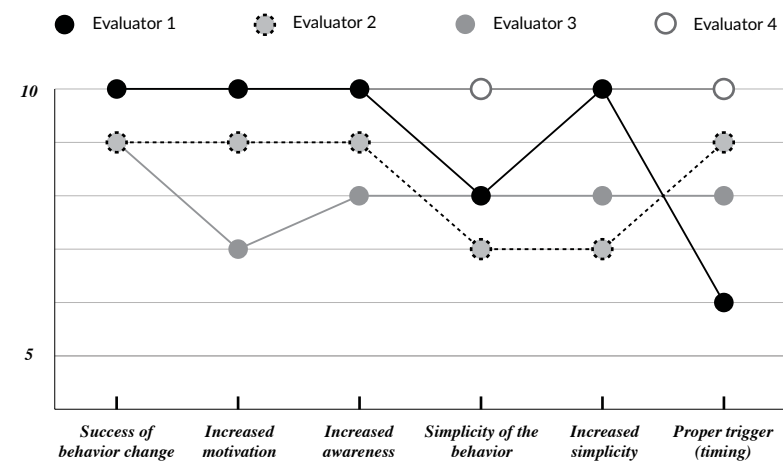 Evaluator 1 Evaluator 2 Evaluator 3 Evaluator 4
10
5
Success of Increased Increased Simplicity of the Increased Proper trigger
behavior change motivation awareness behavior simplicity (timing)